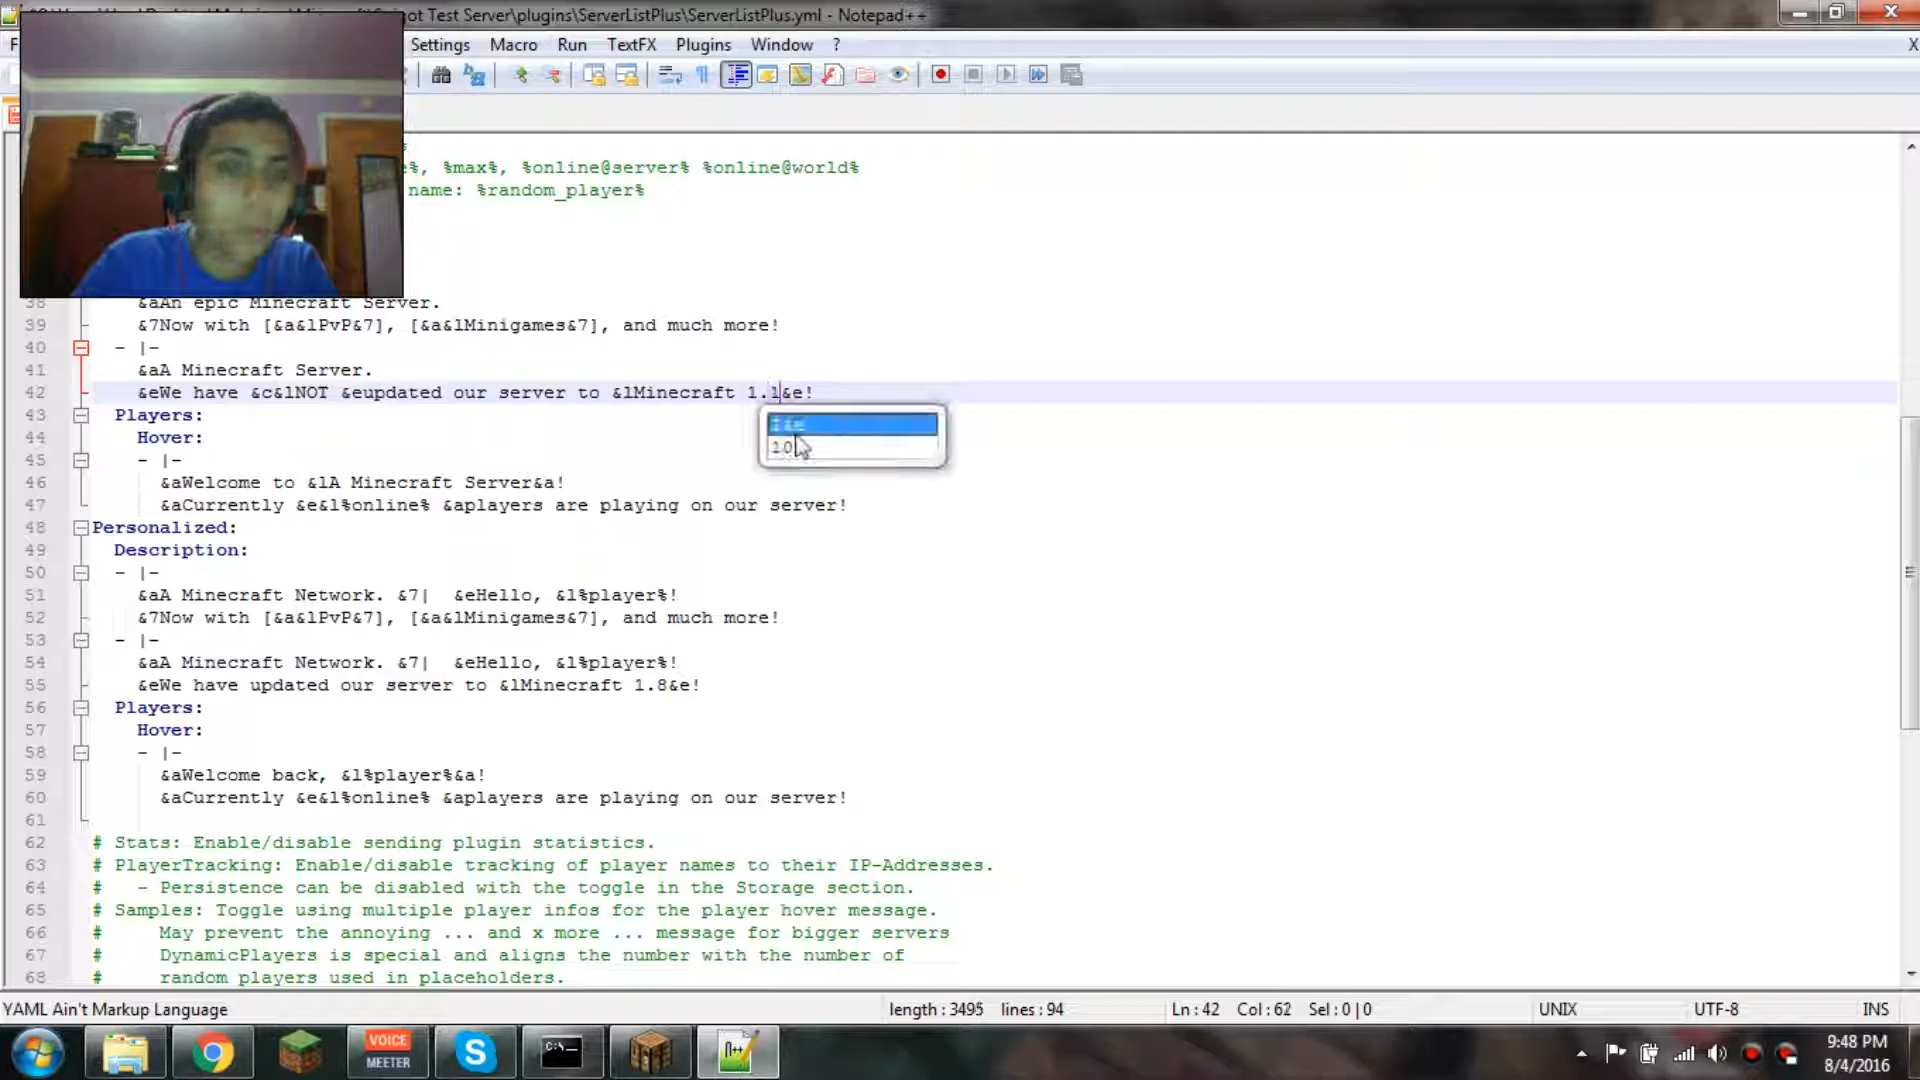 got Test Server\plugins\ServerListPlus\ServerListPlus.yml - Notepad++
Settings Macro Run TextFX Plugins Window ? X
%, %max%, %online@server% %online@world%
name: %random_player%
38 &aAn epic Minecraft Server.
39 &7Now with [&a&lPvP&7], [&a&lMinigames&7], and much more!
40 - |-
41 &aA Minecraft Server.
42 &eWe have &c&lNOT &eupdated our server to &lMinecraft 1.1&e!
43 Players:
44 Hover:
10
45 - |-
46 &aWelcome to &lA Minecraft Server&a!
47 &aCurrently &e&l%online% &aplayers are playing on our server!
48 Personalized:
49 Description:
50 - |-
51 &aA Minecraft Network. &7| &eHello, &l%player%!
52 &7Now with [&a&lPvP&7], [&a&lMinigames&7], and much more!
53 - |-
54 &aA Minecraft Network. &7| &eHello, &l%player%!
55 &eWe have updated our server to &lMinecraft 1.8&e!
56 Players:
57 Hover:
58 - |-
59 &aWelcome back, &l%player%&a!
60 &aCurrently &e&l%online% &aplayers are playing on our server!
61
62 # Stats: Enable/disable sending plugin statistics.
63 # PlayerTracking: Enable/disable tracking of player names to their IP-Addresses.
64 # - Persistence can be disabled with the toggle in the Storage section.
65 # Samples: Toggle using multiple player infos for the player hover message.
66 # May prevent the annoying ... and x more ... message for bigger servers
67 # DynamicPlayers is special and aligns the number with the number of
68 # random players used in placeholders.
YAML Ain't Markup Language length : 3495 lines : 94 Ln : 42 Col : 62 Sel : 0 | 0 UNIX UTF-8 INS
VOICE
MEETER
C:\_
9:48 PM
8/4/2016